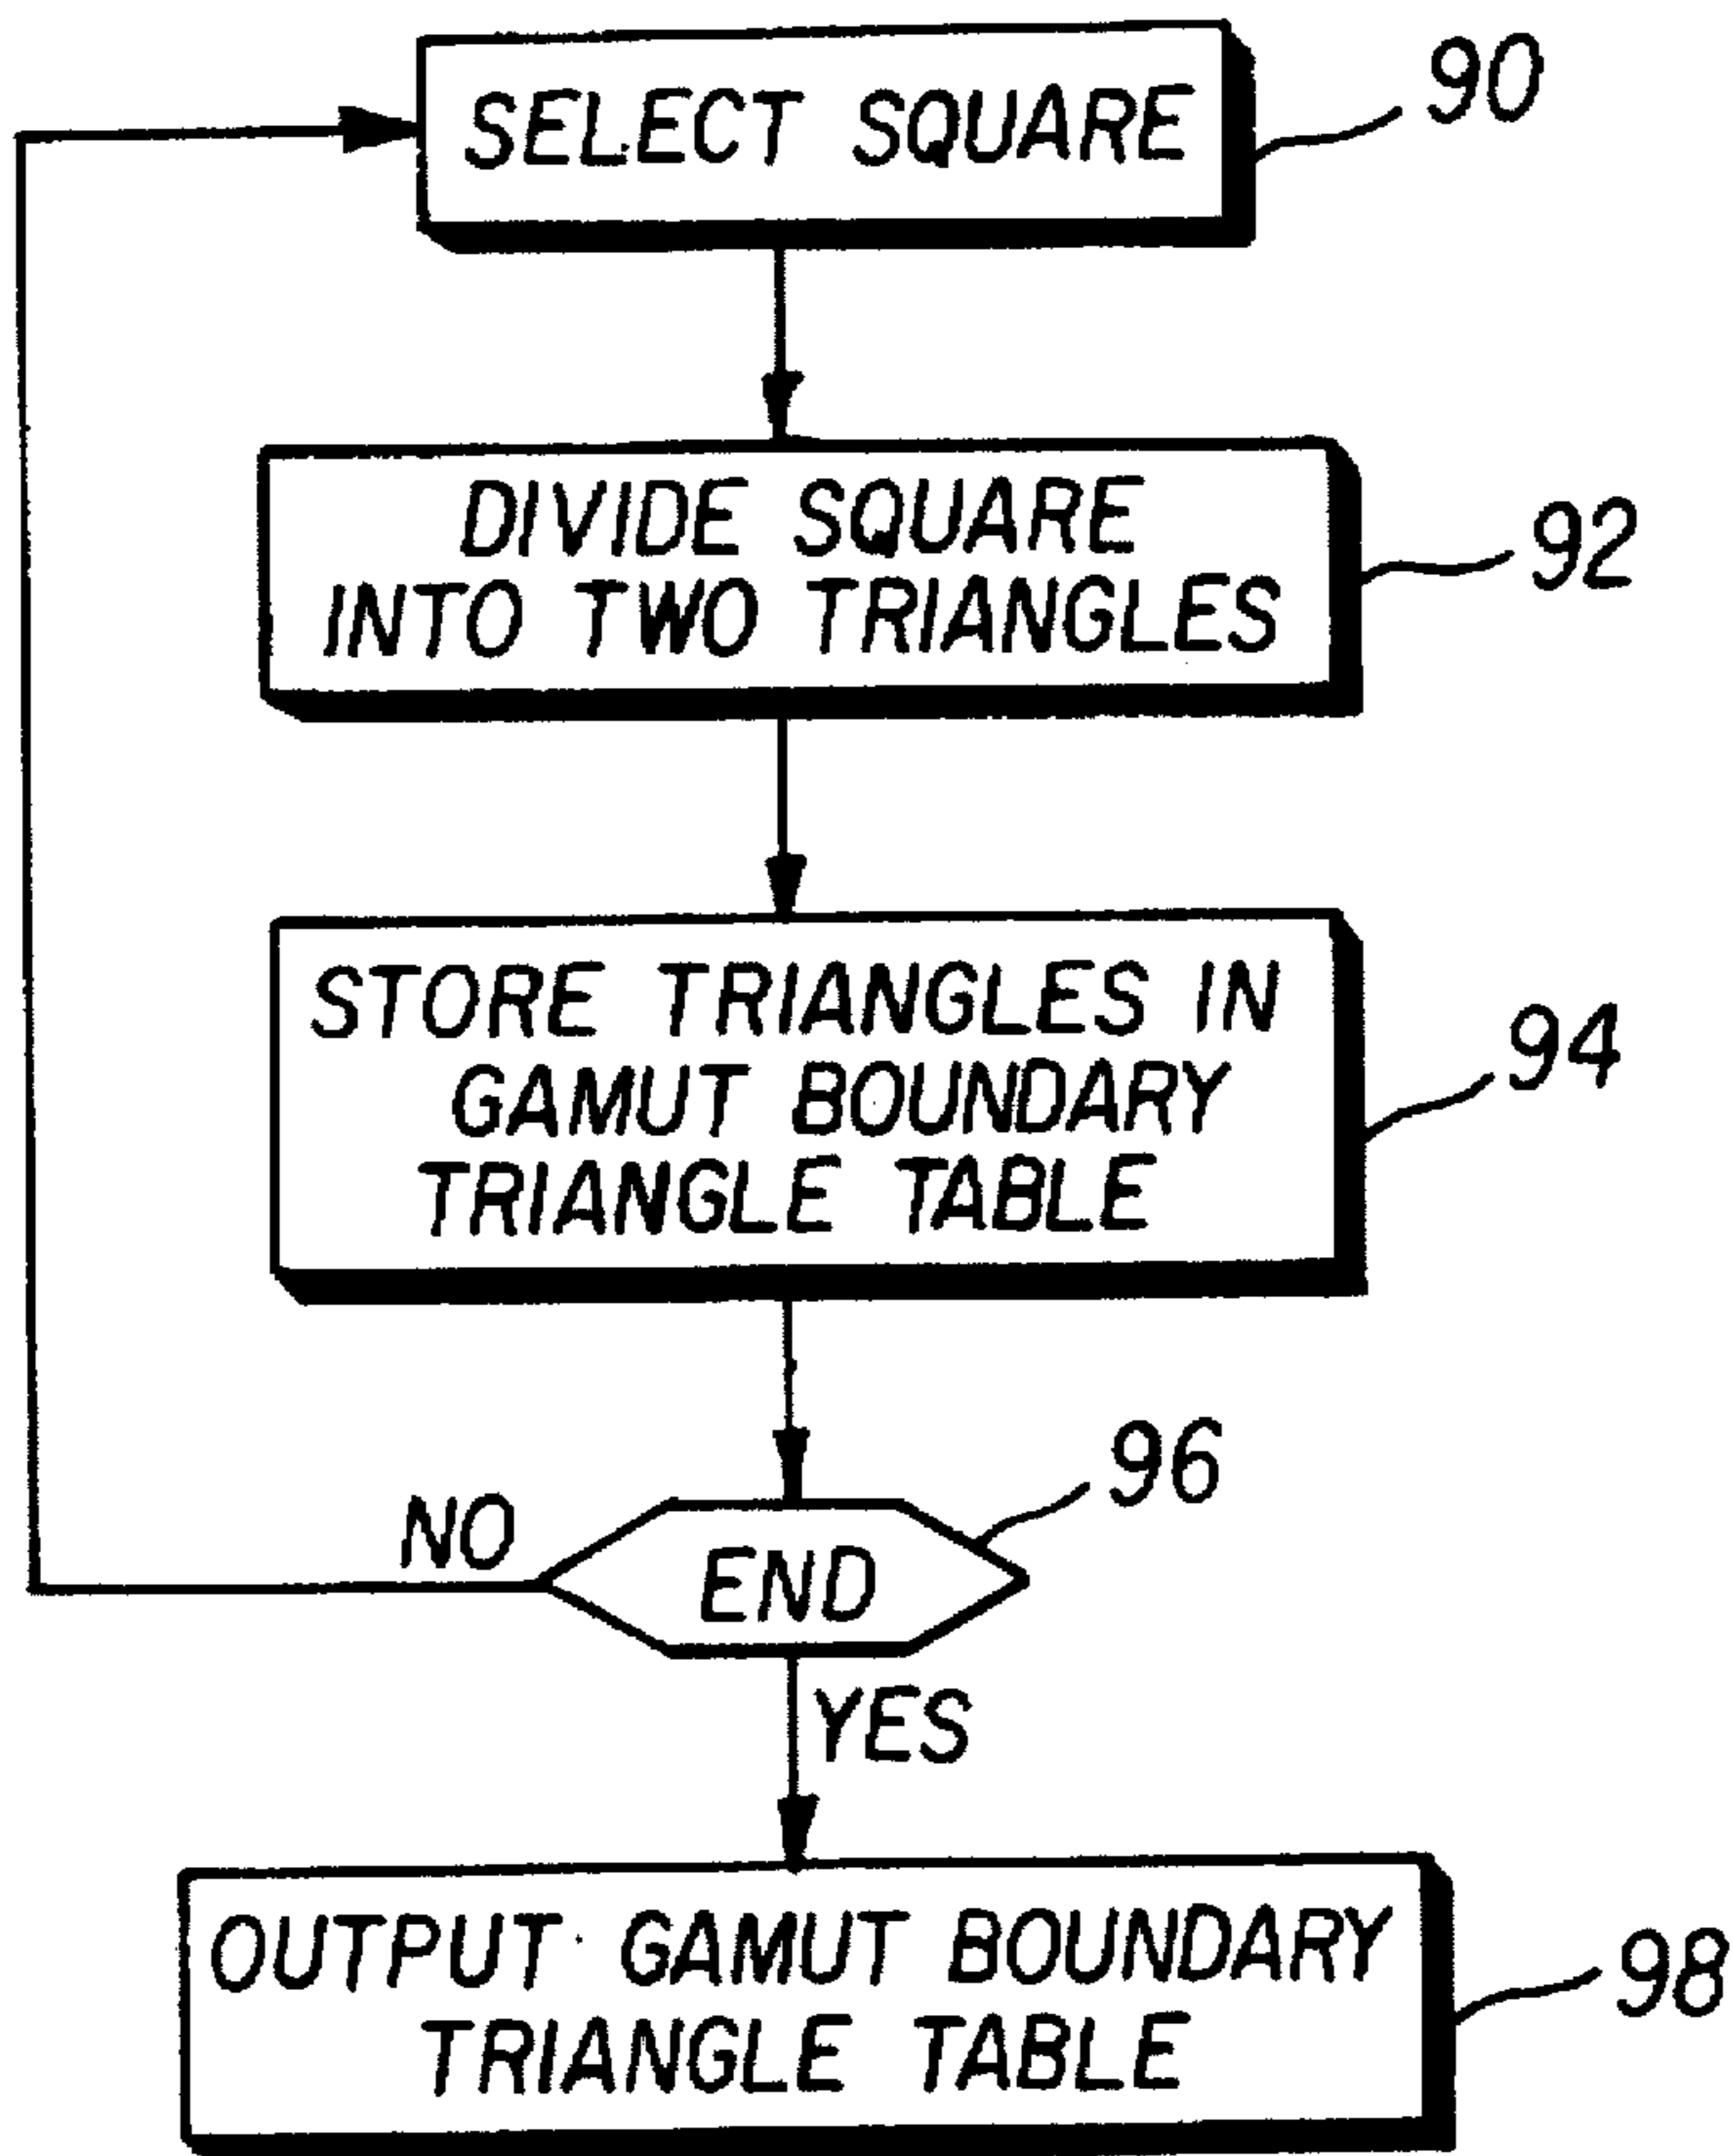 SELECT SQUARE
90
DIVIDE SQUARE
INTO TWO TRIANGLES
92
STORE TRIANGLES IN
GAMUT BOUNDARY
TRIANGLE TABLE
94
96
NO
END
YES
OUTPUT GAMUT BOUNDARY
TRIANGLE TABLE
98